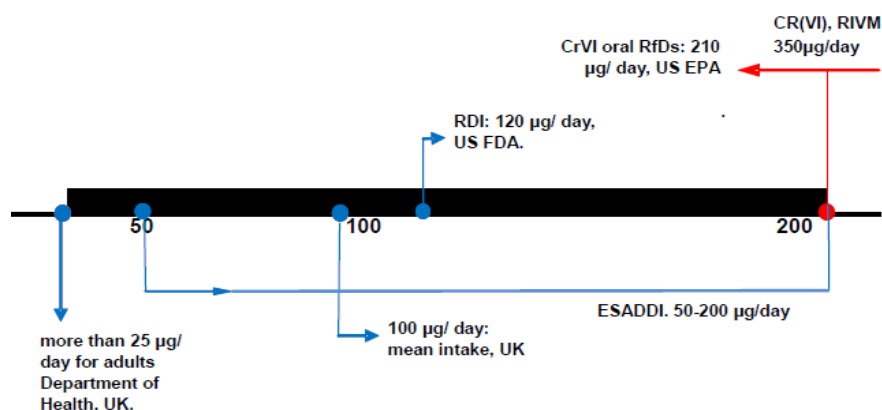 CR(VI), RIVM
350µg/day
CrVI oral RfDs: 210
µg/ day, US EPA
RDI: 120 µg/ day,
US FDA.
50
100
200
ESADDI. 50-200 µg/day
100 µg/ day:
mean intake, UK
more than 25 µg/
day for adults
Department of
Health, UK.